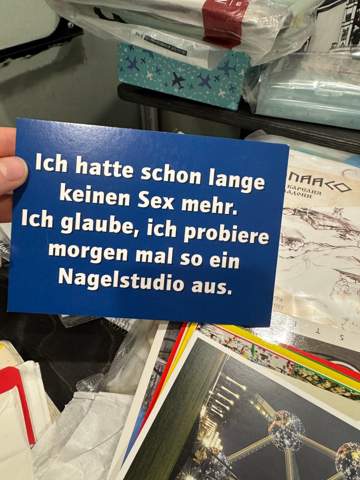 Ich hatte schon lange
keinen Sex mehr.
Ich glaube, ich probiere
morgen mal so ein
Nagelstudio aus.